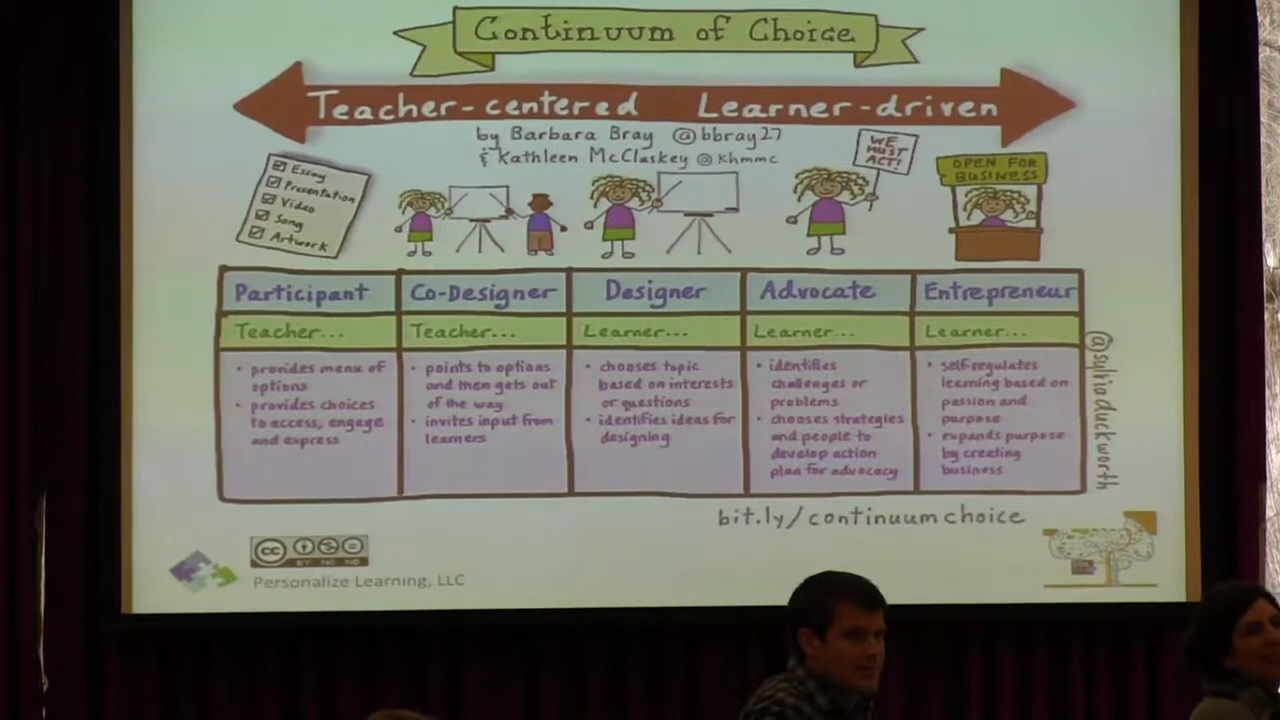 Continuum of Choice
Teacher-centered Learner-driven
by Barbara Bray @bbray27
& Kathleen McClaskey @khmmc
WE
MUST
ACT!
OPEN FOR
BUSINESS
Essay
Presentation
Video
Song
Artwork
Participant
Teacher...
• provides menu of
options
• provides choices
to access, engage
and express
Co-Designer
Teacher...
• points to options
and then gets out
of the way
• invites input from
learners
Designer
Learner...
• chooses topic
based on interests
or questions
• identifies ideas for
designing
Advocate
Learner...
• identifies
challenges or
problems
• chooses strategies
and people to
develop action
plan for advocacy
Entrepreneur
Learner...
• self-regulates
learning based on
passion and
purpose
• expands purpose
by creating
business
@sylviaduckworth
bit.ly/continuumchoice
cc
BY NC ND
Personalize Learning, LLC